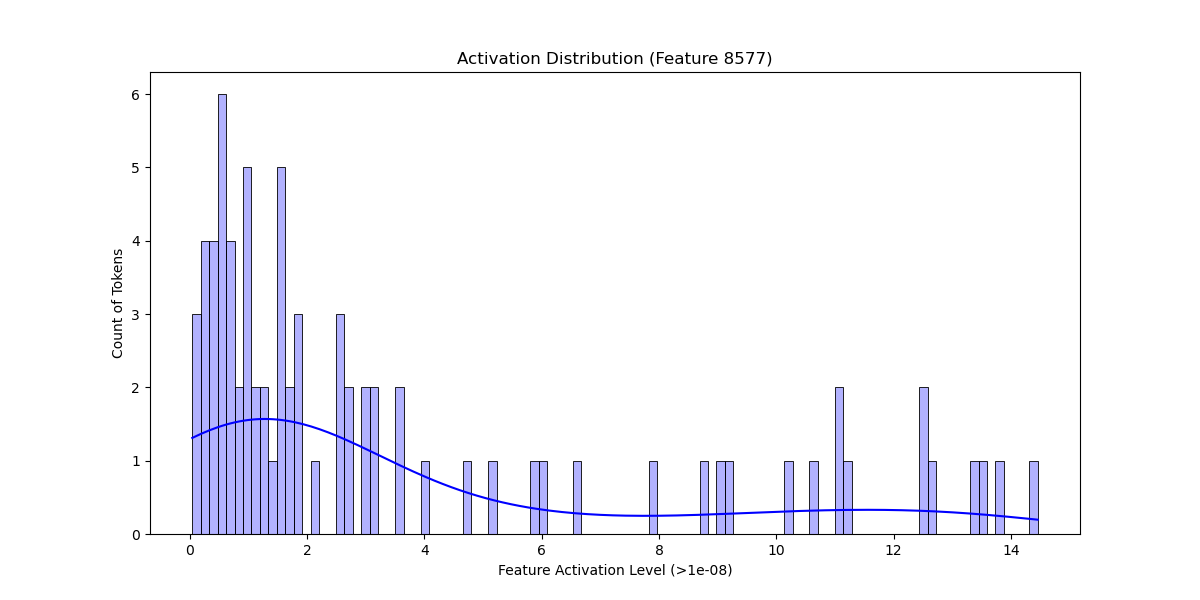 Activation Distribution (Feature 8577)
6
5
4
3
2
1
0
Count of Tokens
0 2 4 6 8 10 12 14
Feature Activation Level (>1e-08)